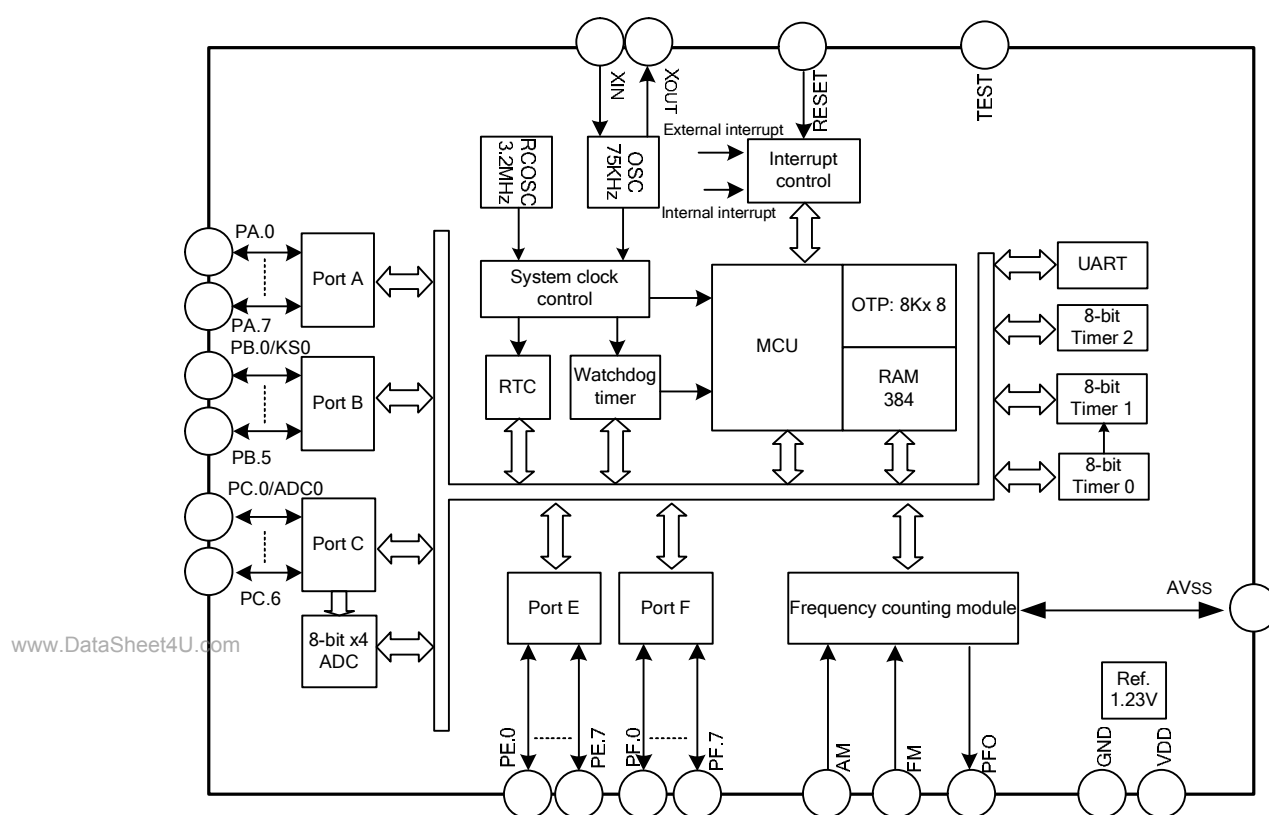 XIN
XOUT
RESET
TEST
RCOSC
3.2MHz
OSC
75KHz
External interrupt
Internal interrupt
Interrupt
control
PA.0
PA.7
Port A
System clock
control
MCU
OTP: 8Kx 8
RAM
384
UART
8-bit
Timer 2
PB.0/KS0
PB.5
Port B
RTC
Watchdog
timer
8-bit
Timer 1
8-bit
Timer 0
PC.0/ADC0
PC.6
Port C
8-bit x4
ADC
Port E
Port F
Frequency counting module
AVSS
www.DataSheet4U.com
Ref.
1.23V
PE.0
PE.7
PF.0
PF.7
AM
FM
PFO
GND
VDD